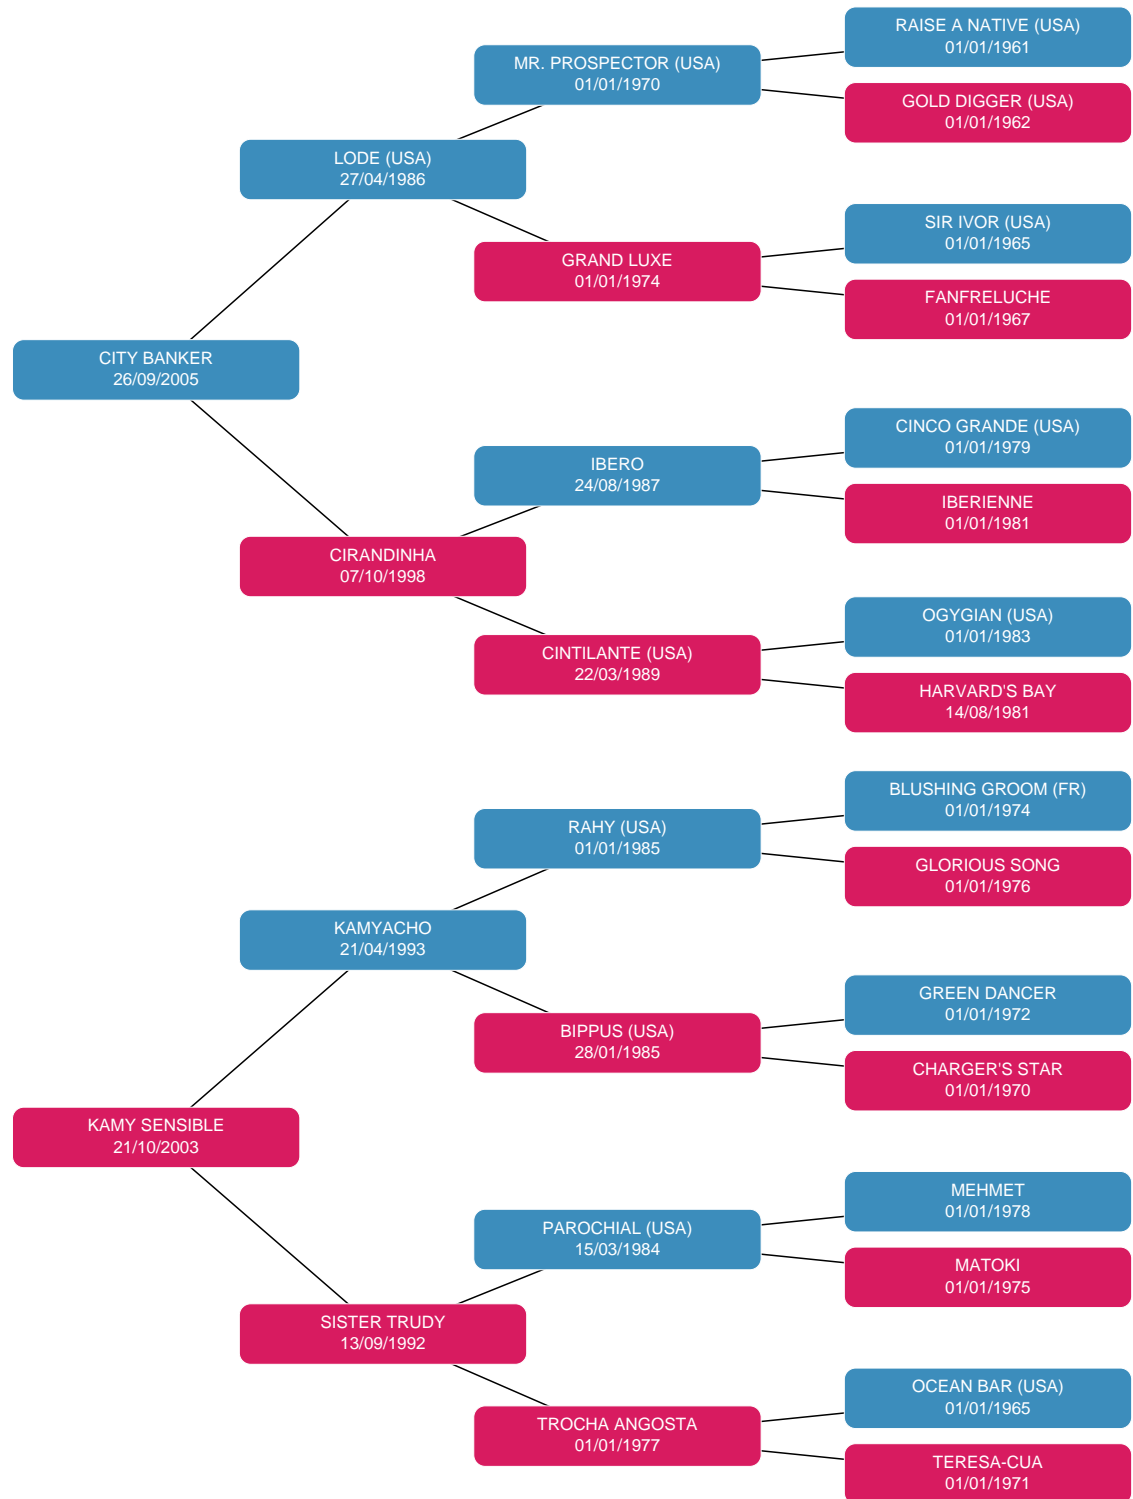 RAISE A NATIVE (USA)
01/01/1961
MR. PROSPECTOR (USA)
01/01/1970
GOLD DIGGER (USA)
01/01/1962
LODE (USA)
27/04/1986
SIR IVOR (USA)
01/01/1965
GRAND LUXE
01/01/1974
FANFRELUCHE
01/01/1967
CITY BANKER
26/09/2005
CINCO GRANDE (USA)
01/01/1979
IBERO
24/08/1987
IBERIENNE
01/01/1981
CIRANDINHA
07/10/1998
OGYGIAN (USA)
01/01/1983
CINTILANTE (USA)
22/03/1989
HARVARD'S BAY
14/08/1981
BLUSHING GROOM (FR)
01/01/1974
RAHY (USA)
01/01/1985
GLORIOUS SONG
01/01/1976
KAMYACHO
21/04/1993
GREEN DANCER
01/01/1972
BIPPUS (USA)
28/01/1985
CHARGER'S STAR
01/01/1970
KAMY SENSIBLE
21/10/2003
MEHMET
01/01/1978
PAROCHIAL (USA)
15/03/1984
MATOKI
01/01/1975
SISTER TRUDY
13/09/1992
OCEAN BAR (USA)
01/01/1965
TROCHA ANGOSTA
01/01/1977
TERESA-CUA
01/01/1971